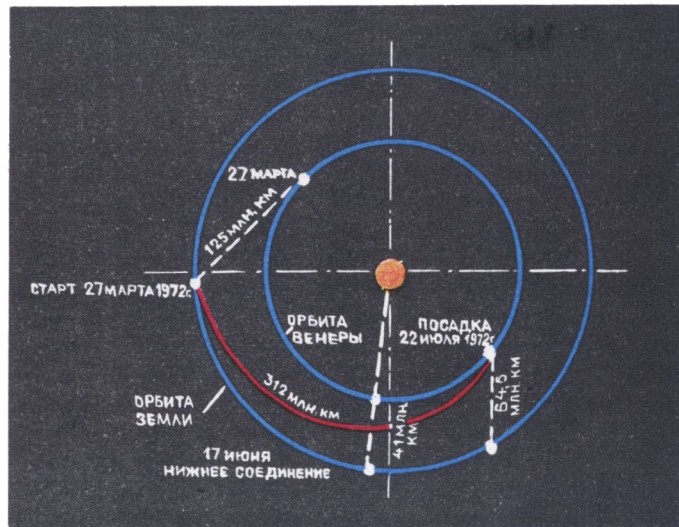 27 МАРТА
125 МЛН. КМ
СТАРТ 27 МАРТА 1972г.
ОРБИТА
ВЕНЕРЫ
ПОСАДКА
22 ИЮЛЯ 1972г.
312 МЛН. КМ
64,5
МЛН. КМ
41 МЛН.
КМ
ОРБИТА
ЗЕМЛИ
17 ИЮНЯ
НИЖНЕЕ СОЕДИНЕНИЕ